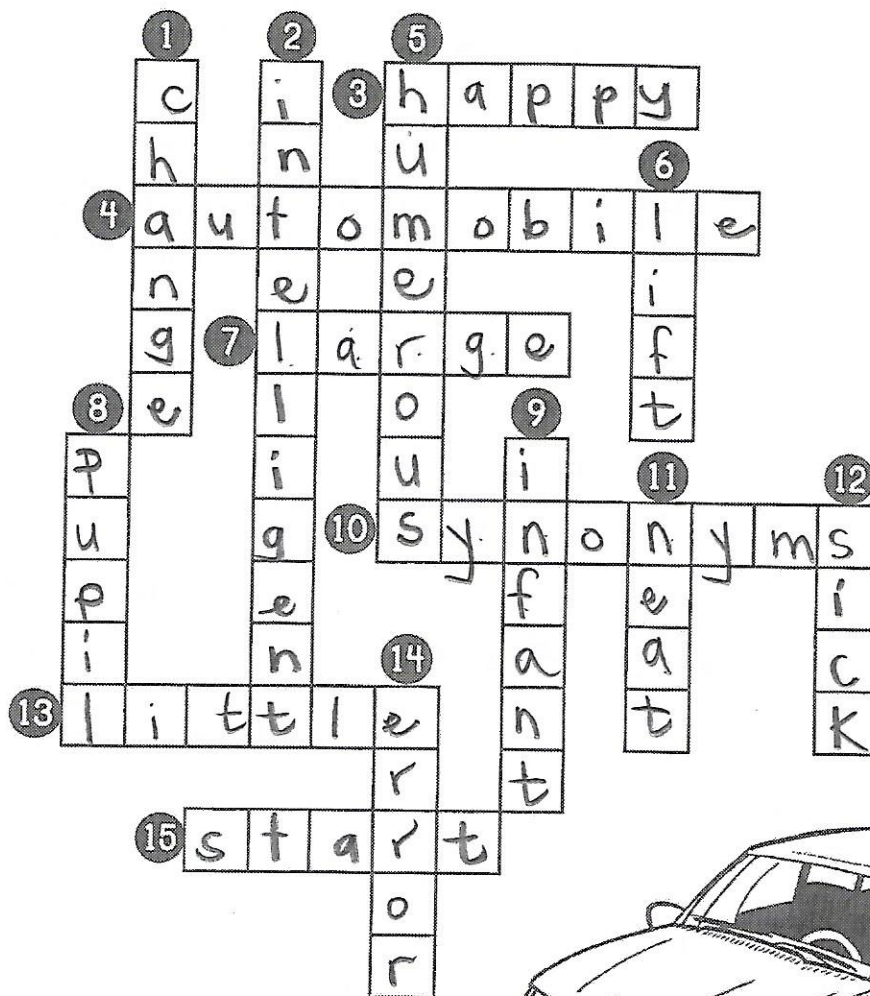 1 change
2 intelligent
3 happy
5 humerous
4 automobile
6 lift
7 large
8 Pupil
9 infant
10 synonyms
11 neat
12 sick
13 little
14 error
15 start